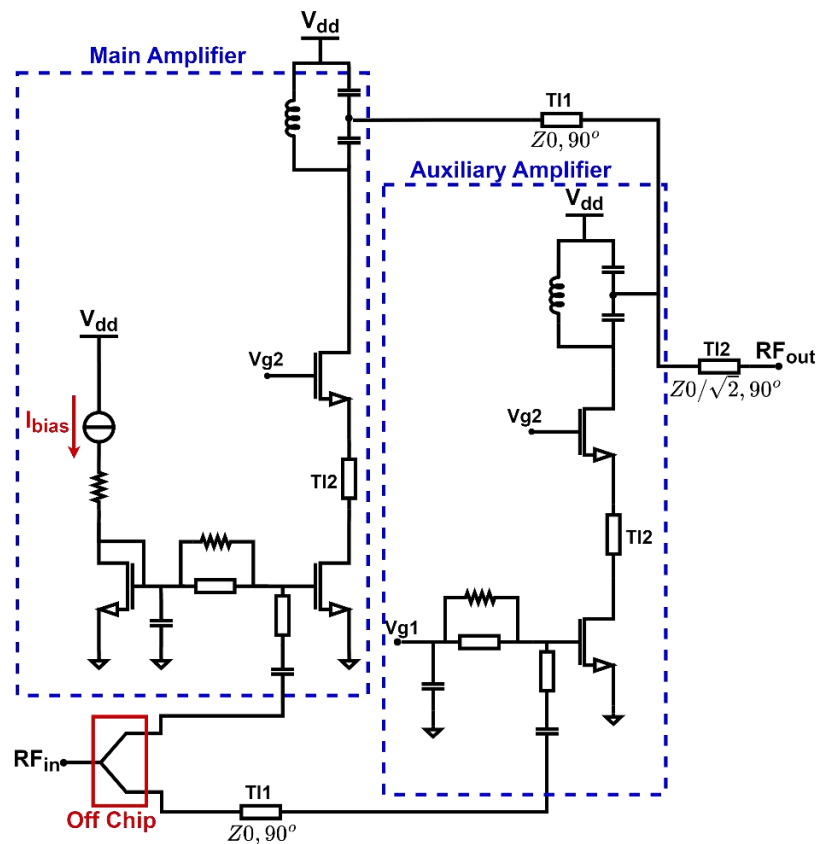 Vdd
Main Amplifier
Tl1
Z0, 90°
Auxiliary Amplifier
Vdd
Vdd
Vg2
Tl2
RFout
Z0/√2, 90°
Vg2
Ibias
Tl2
Tl2
Vg1
RFin
Off Chip
Tl1
Z0, 90°